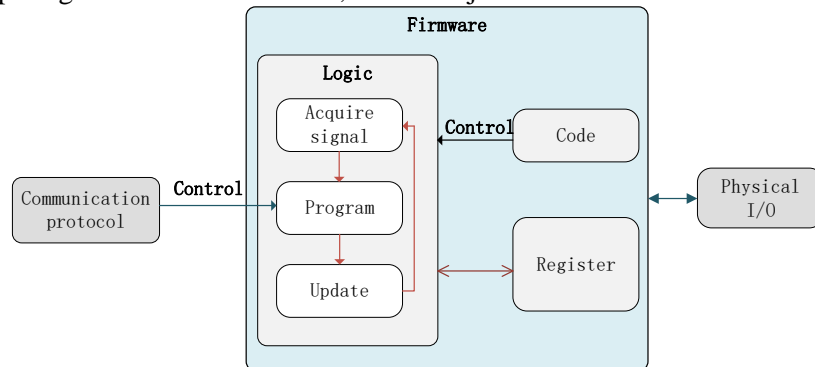 Firmware
Logic
Acquire
signal
Control
Code
Communication
protocol
Control
Program
Physical
I/O
Update
Register